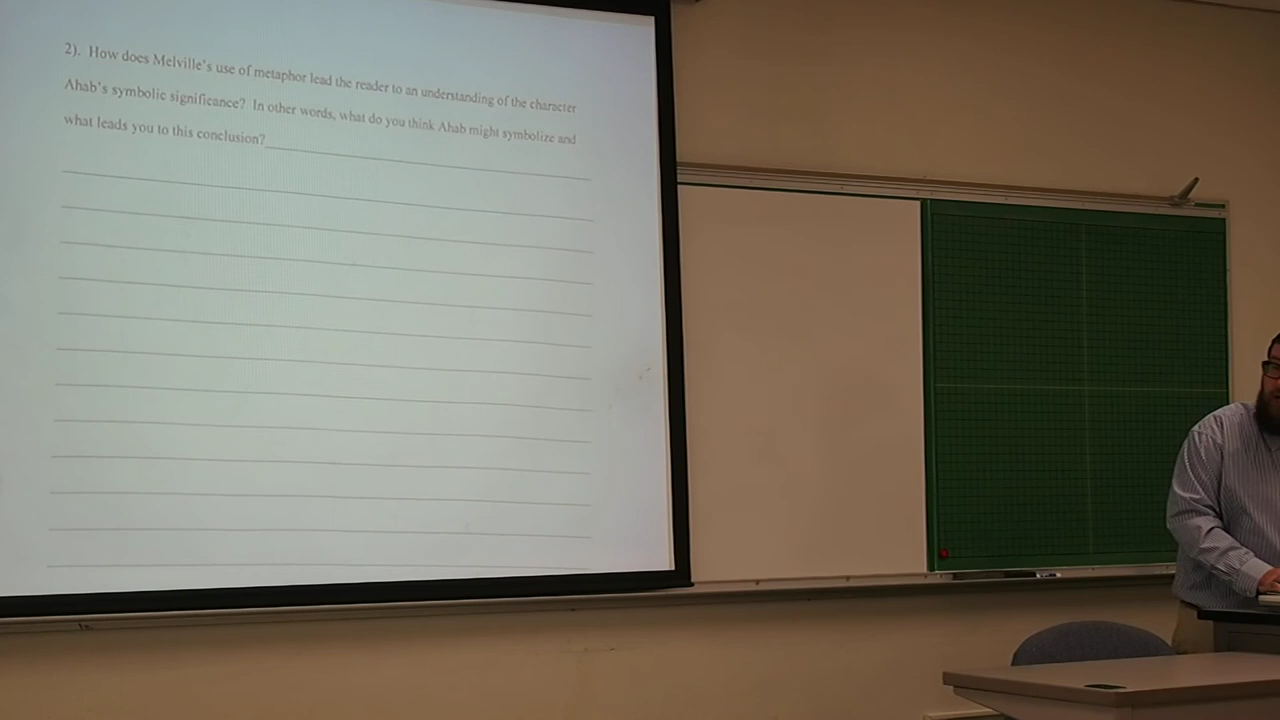 2). How does Melville's use of metaphor lead the reader to an understanding of the character
Ahab's symbolic significance? In other words, what do you think Ahab might symbolize and
what leads you to this conclusion?